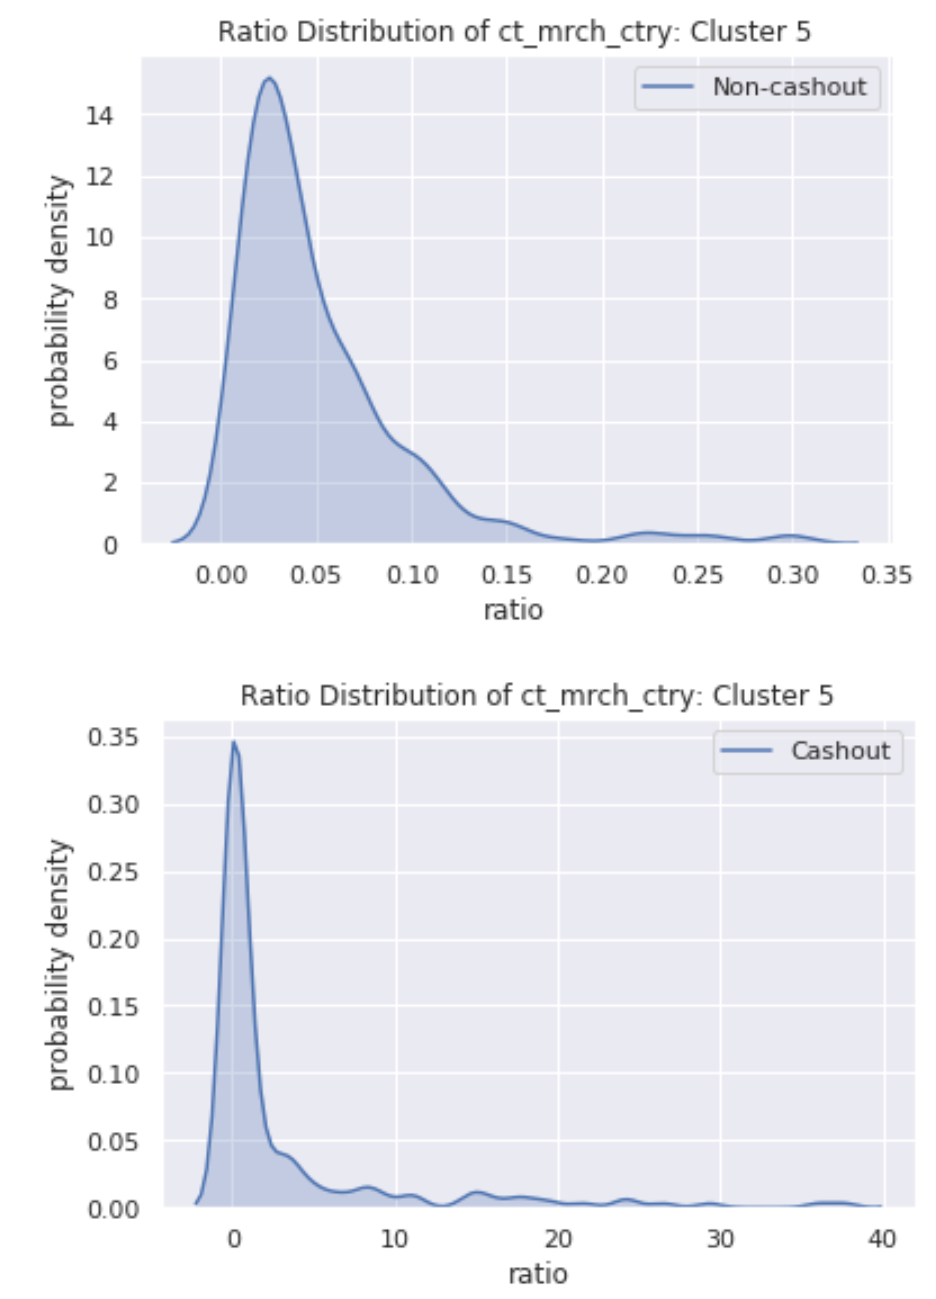 Ratio Distribution of ct_mrch_ctry: Cluster 5
Non-cashout
14
12
10
8
6
4
2
0
probability density
0.00 0.05 0.10 0.15 0.20 0.25 0.30 0.35
ratio
Ratio Distribution of ct_mrch_ctry: Cluster 5
Cashout
0.35
0.30
0.25
0.20
0.15
0.10
0.05
0.00
probability density
0 10 20 30 40
ratio